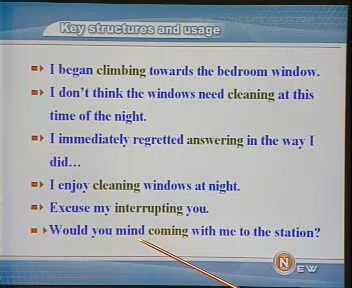 Key structures and usage
I began climbing towards the bedroom window.
I don't think the windows need cleaning at this
time of the night.
I immediately regretted answering in the way I
did…
I enjoy cleaning windows at night.
Excuse my interrupting you.
Would you mind coming with me to the station?
NEW